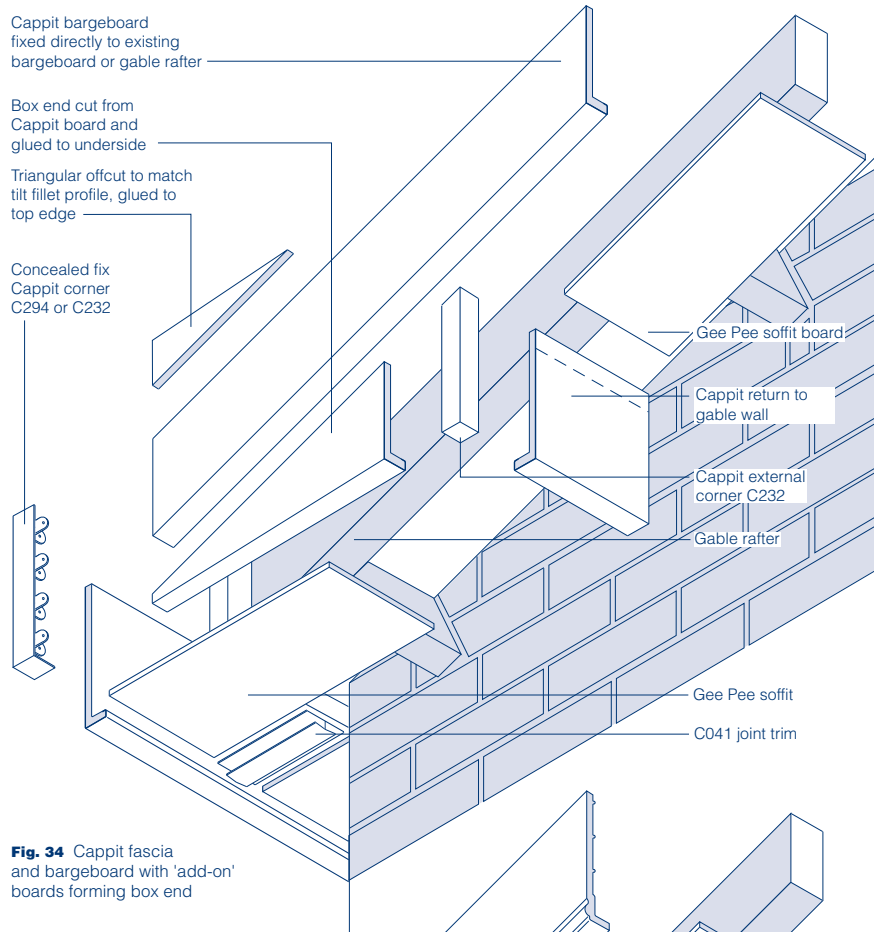 Cappit bargeboard
fixed directly to existing
bargeboard or gable rafter
Box end cut from
Cappit board and
glued to underside
Triangular offcut to match
tilt fillet profile, glued to
top edge
Concealed fix
Cappit corner
C294 or C232
Gee Pee soffit board
Cappit return to
gable wall
Cappit external
corner C232
Gable rafter
Gee Pee soffit
C041 joint trim
Fig. 34 Cappit fascia
and bargeboard with 'add-on'
boards forming box end